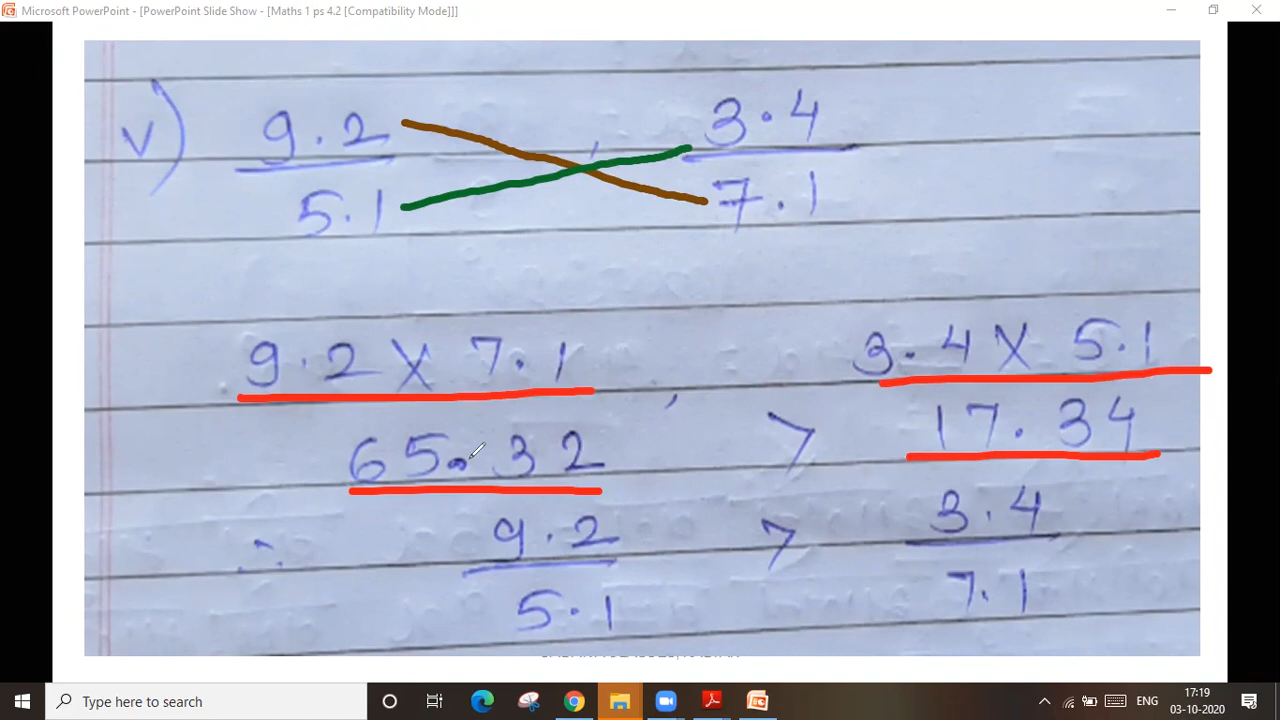 Microsoft PowerPoint - [PowerPoint Slide Show - [Maths 1 ps 4.2 [Compatibility Mode]]]
v) 9.2 , 3.4
5.1 7.1
9.2 X 7.1 , 3.4 X 5.1
65.32 > 17.34
∴ 9.2 > 3.4
5.1 7.1
Type here to search
ENG
17:19
03-10-2020